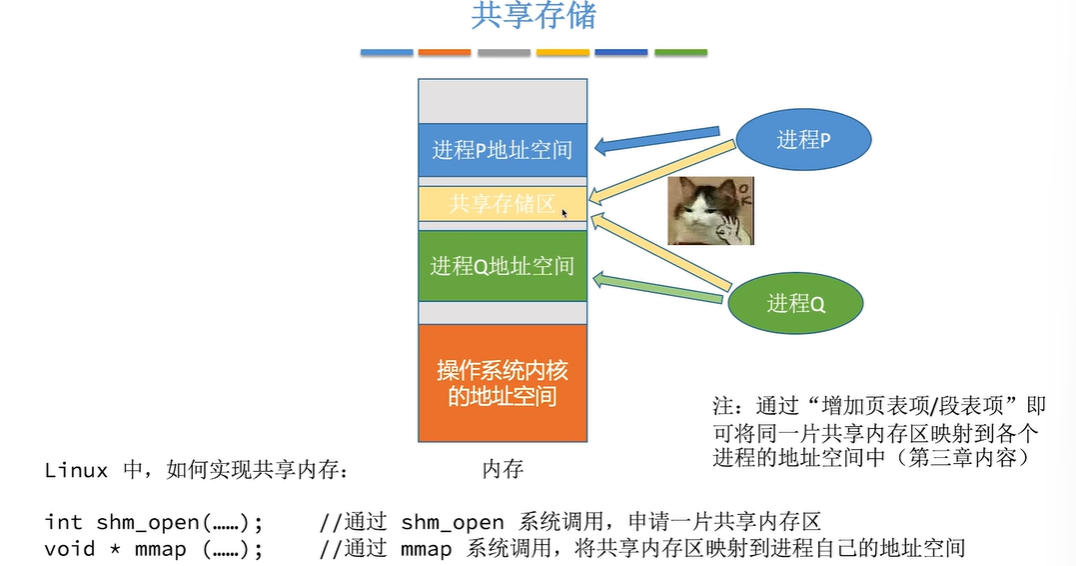 共享存储
进程P地址空间
进程P
共享存储区
OK
进程Q地址空间
进程Q
操作系统内核
的地址空间
注：通过“增加页表项/段表项”即
可将同一片共享内存区映射到各个
进程的地址空间中（第三章内容）
内存
Linux 中，如何实现共享内存：
int shm_open(……); //通过 shm_open 系统调用，申请一片共享内存区
void * mmap (……); //通过 mmap 系统调用，将共享内存区映射到进程自己的地址空间